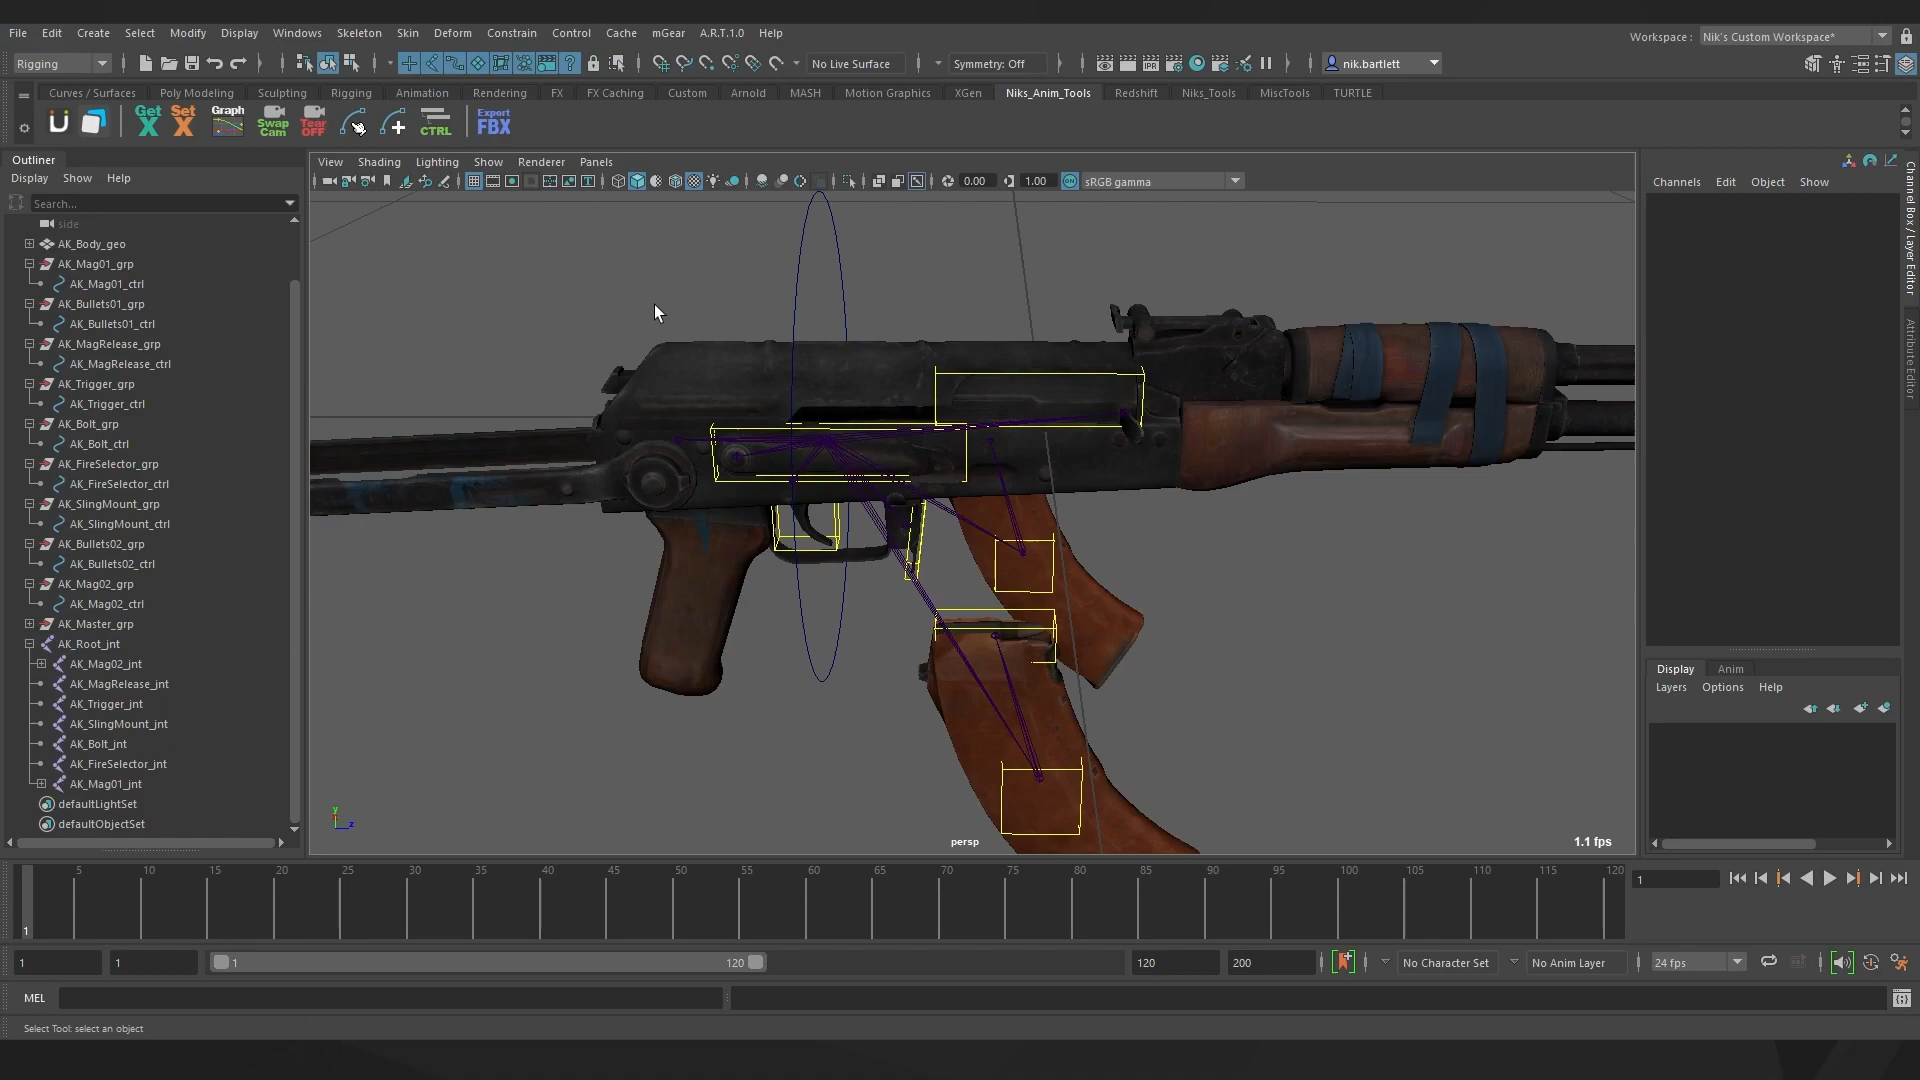 File Edit Create Select Modify Display Windows Skeleton Skin Deform Constrain Control Cache mGear A.R.T.1.0 Help
Workspace : Nik's Custom Workspace*
Rigging No Live Surface Symmetry: Off nik.bartlett
Curves / Surfaces Poly Modeling Sculpting Rigging Animation Rendering FX FX Caching Custom Arnold MASH Motion Graphics XGen Niks_Anim_Tools Redshift Niks_Tools MiscTools TURTLE
Get X Set X Graph Swap Cam Tear OFF CTRL Export FBX
Outliner
Display Show Help
Search...
side
AK_Body_geo
AK_Mag01_grp
AK_Mag01_ctrl
AK_Bullets01_grp
AK_Bullets01_ctrl
AK_MagRelease_grp
AK_MagRelease_ctrl
AK_Trigger_grp
AK_Trigger_ctrl
AK_Bolt_grp
AK_Bolt_ctrl
AK_FireSelector_grp
AK_FireSelector_ctrl
AK_SlingMount_grp
AK_SlingMount_ctrl
AK_Bullets02_grp
AK_Bullets02_ctrl
AK_Mag02_grp
AK_Mag02_ctrl
AK_Master_grp
AK_Root_jnt
AK_Mag02_jnt
AK_MagRelease_jnt
AK_Trigger_jnt
AK_SlingMount_jnt
AK_Bolt_jnt
AK_FireSelector_jnt
AK_Mag01_jnt
defaultLightSet
defaultObjectSet
View Shading Lighting Show Renderer Panels
0.00 1.00 ON sRGB gamma
y
z
persp
1.1 fps
Channels Edit Object Show
Channel Box / Layer Editor
Attribute Editor
Display Anim
Layers Options Help
5 10 15 20 25 30 35 40 45 50 55 60 65 70 75 80 85 90 95 100 105 110 115 120
1
1
1 1 1 120 120 200 No Character Set No Anim Layer 24 fps
MEL
Select Tool: select an object